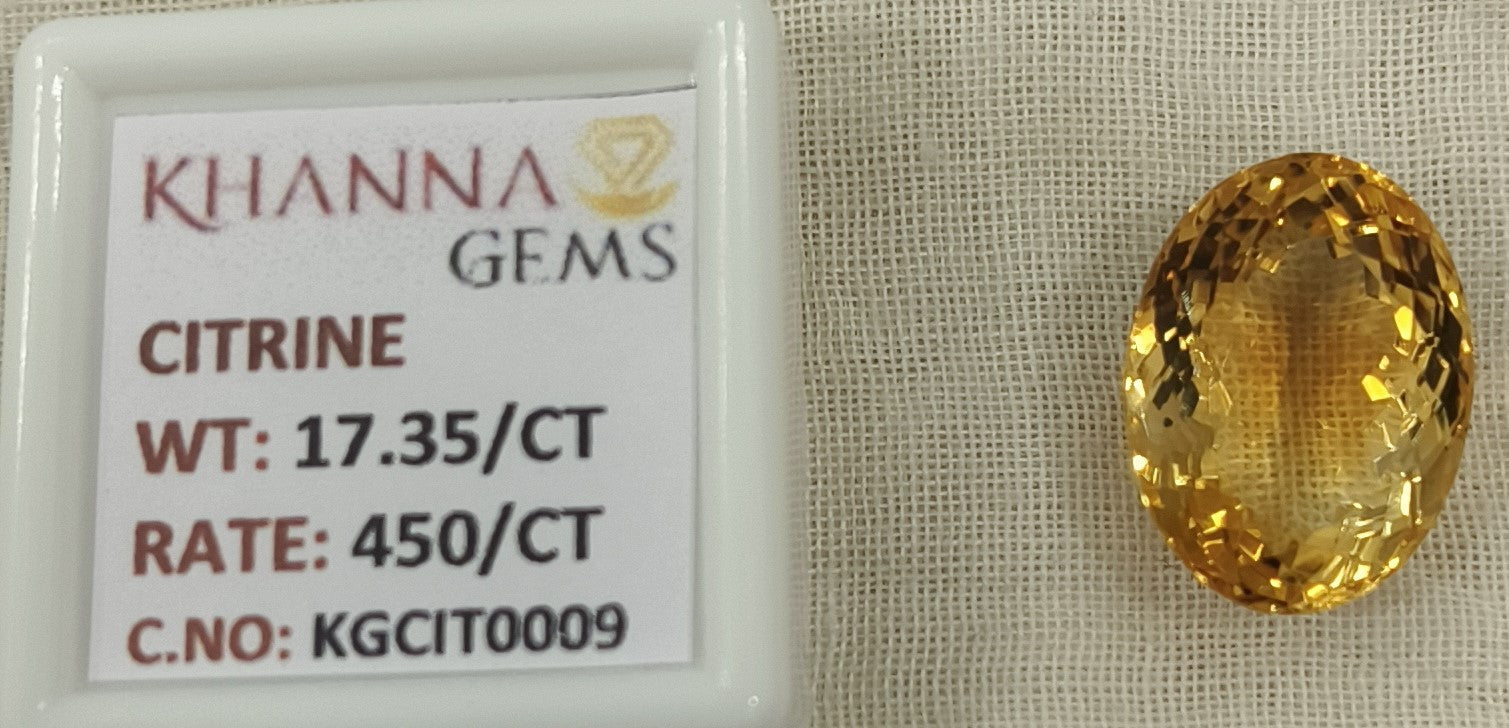 KHANNA
GEMS
CITRINE
WT: 17.35/CT
RATE: 450/CT
C.NO: KGCIT0009